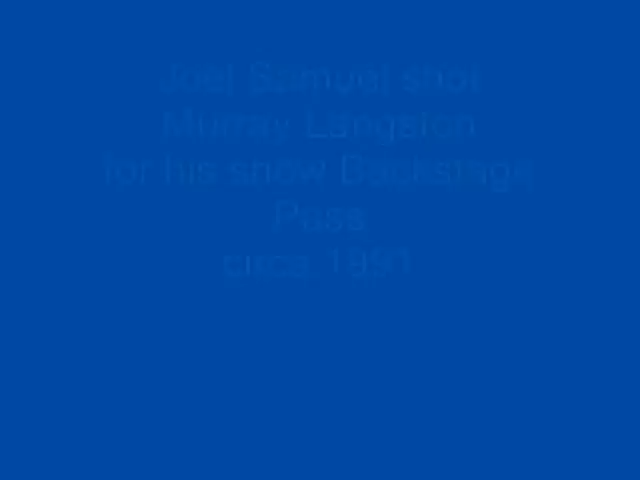 Joel Samuel shot
Murray Langston
for his show Backstage
Pass
circa 1991